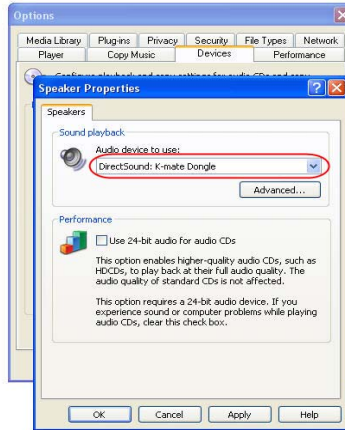 Options
Media Library Plug-ins Privacy Security File Types Network
Player Copy Music Devices Performance
Speaker Properties
Speakers
Sound playback
Audio device to use:
DirectSound: K-mate Dongle
Advanced...
Performance
Use 24-bit audio for audio CDs
This option enables higher-quality audio CDs, such as
HDCDs, to play back at their full audio quality. The
audio quality of standard CDs is not affected.
This option requires a 24-bit audio device. If you
experience sound or computer problems while playing
audio CDs, clear this check box.
OK Cancel Apply Help